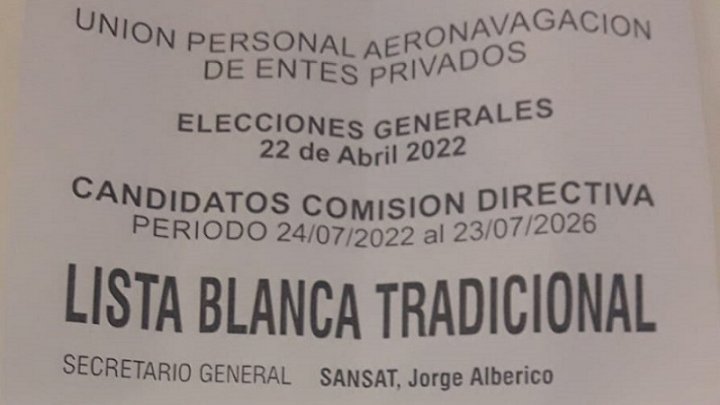 UNION PERSONAL AERONAVAGACION
DE ENTES PRIVADOS
ELECCIONES GENERALES
22 de Abril 2022
CANDIDATOS COMISION DIRECTIVA
PERIODO 24/07/2022 al 23/07/2026
LISTA BLANCA TRADICIONAL
SECRETARIO GENERAL SANSAT, Jorge Alberico